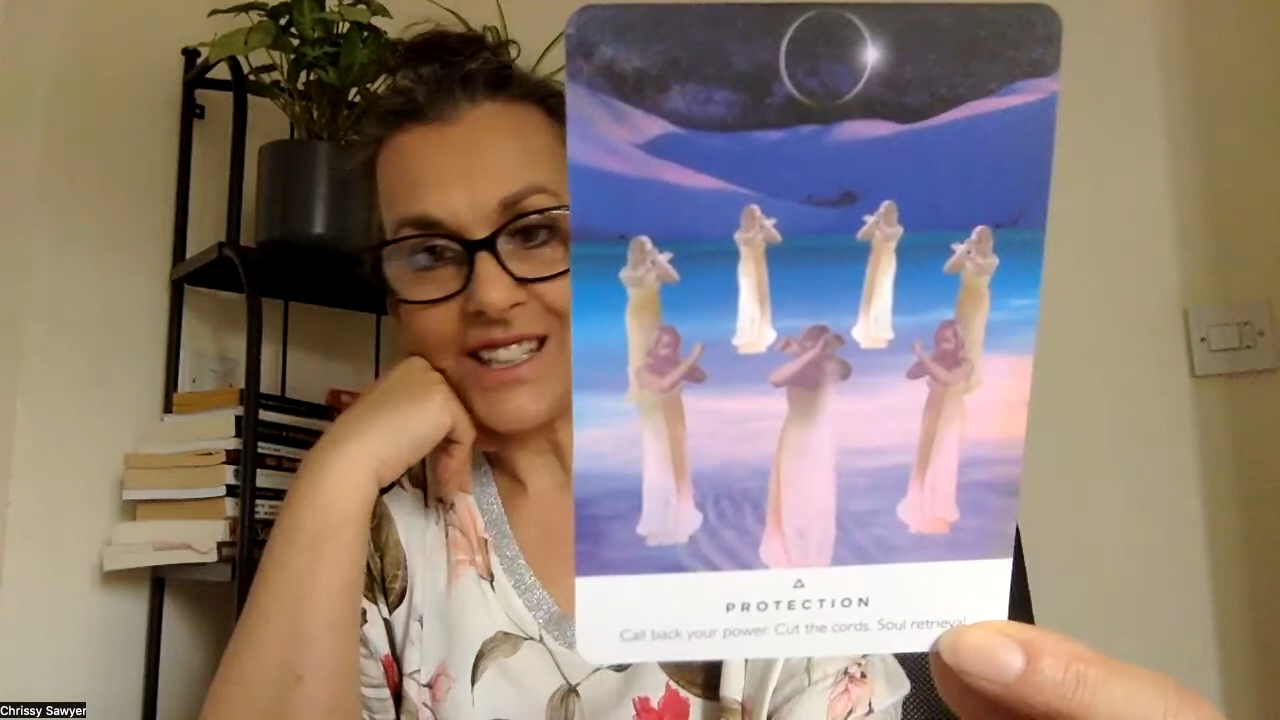 PROTECTION
Call back your power. Cut the cords. Soul retrieval
Chrissy Sawyer